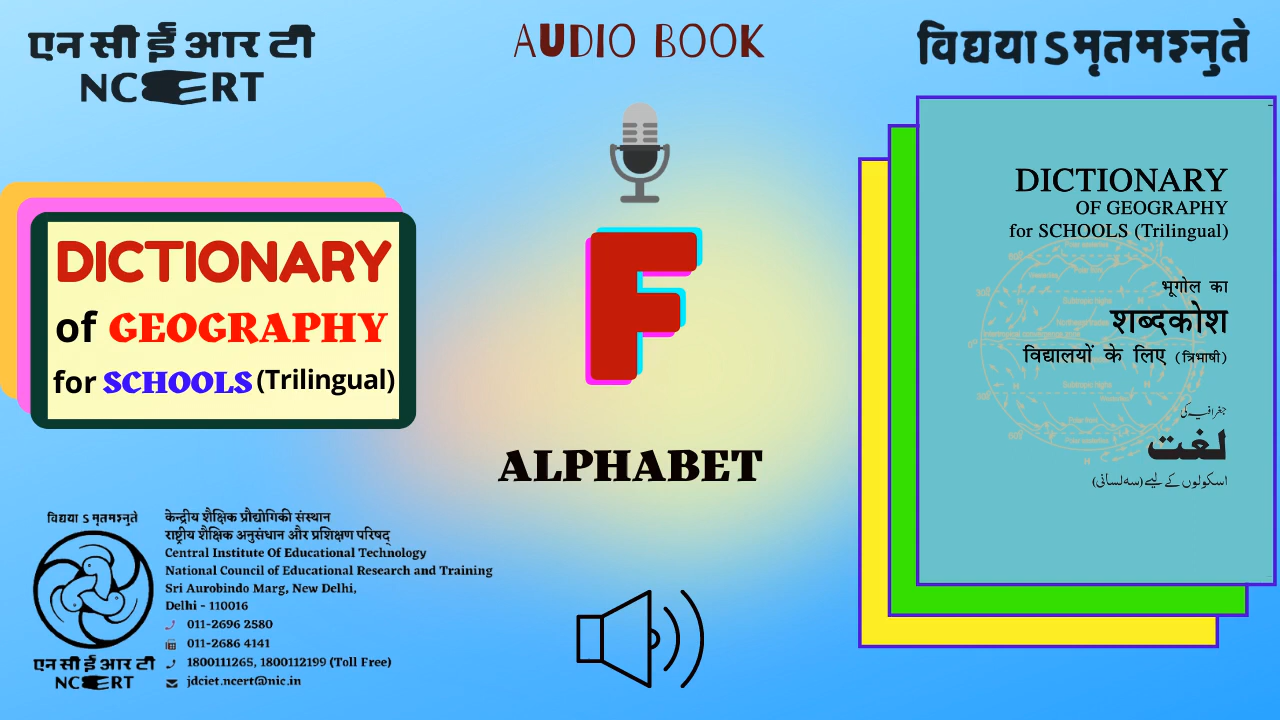 एन सी ई आर टी
NCERT
AUDIO BOOK
विद्यया ऽ मृतमश्नुते
DICTIONARY
of GEOGRAPHY
for SCHOOLS (Trilingual)
F
ALPHABET
DICTIONARY
OF GEOGRAPHY
for SCHOOLS (Trilingual)
भूगोल का
शब्दकोश
विद्यालयों के लिए (त्रिभाषी)
جغرافیہ کی
لغت
اسکولوں کے لیے (سہ لسانی)
विद्यया ऽ मृतमश्नुते
एन सी ई आर टी
NCERT
केन्द्रीय शैक्षिक प्रौद्योगिकी संस्थान
राष्ट्रीय शैक्षिक अनुसंधान और प्रशिक्षण परिषद्
Central Institute Of Educational Technology
National Council of Educational Research and Training
Sri Aurobindo Marg, New Delhi,
Delhi - 110016
011-2696 2580
011-2686 4141
1800111265, 1800112199 (Toll Free)
jdciet.ncert@nic.in